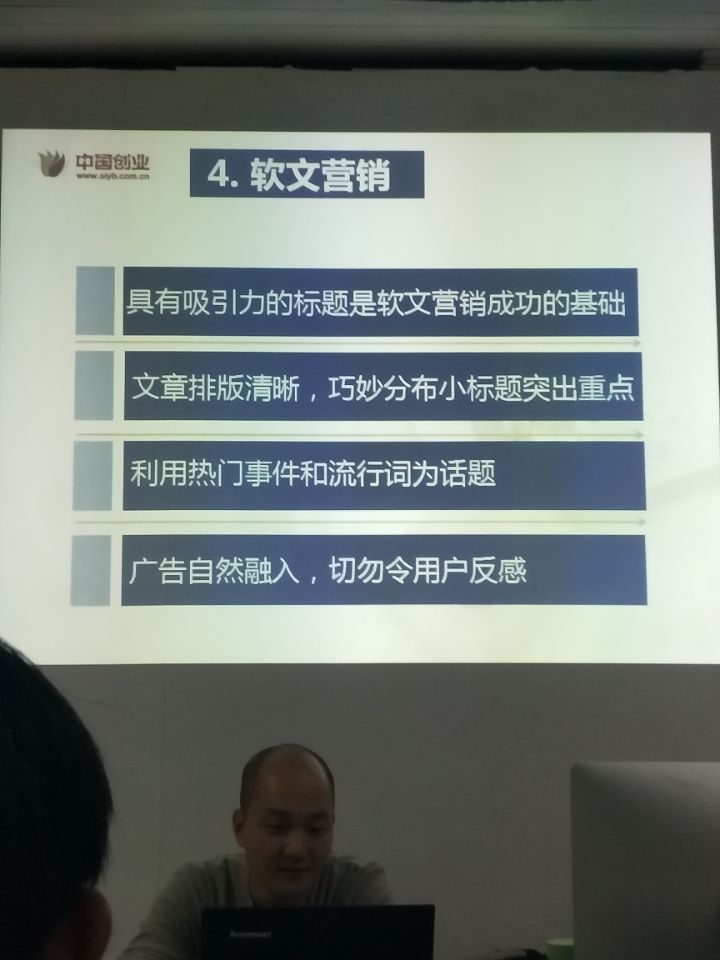 中国创业
www.siyb.com.cn
4. 软文营销
具有吸引力的标题是软文营销成功的基础
文章排版清晰，巧妙分布小标题突出重点
利用热门事件和流行词为话题
广告自然融入，切勿令用户反感
lenovo